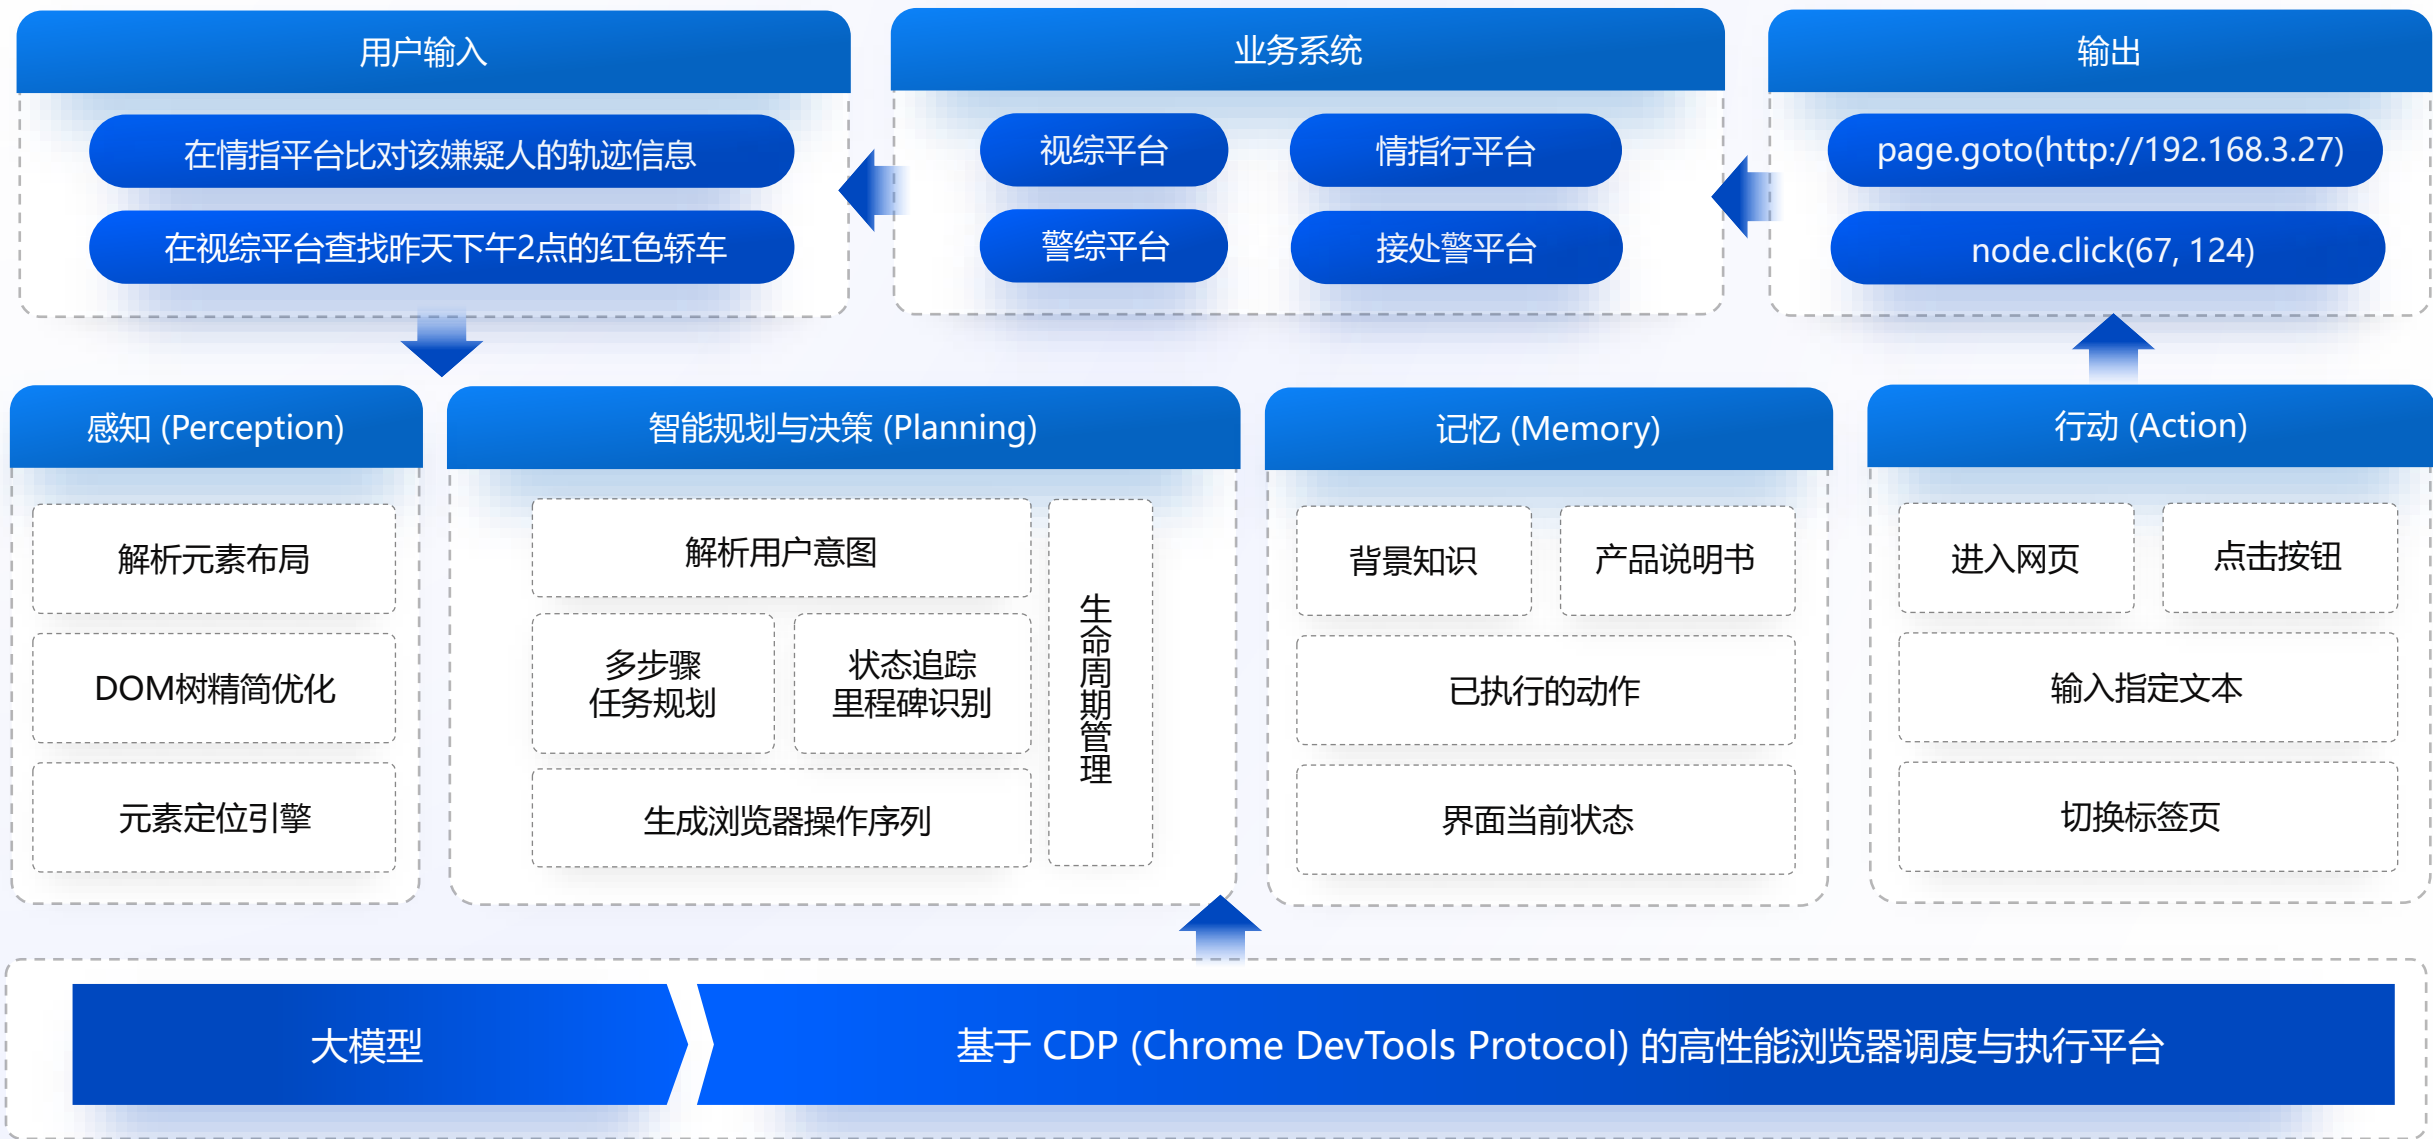 用户输入
在情指平台比对该嫌疑人的轨迹信息
在视综平台查找昨天下午2点的红色轿车
业务系统
视综平台
情指行平台
警综平台
接处警平台
输出
page.goto(http://192.168.3.27)
node.click(67, 124)
感知 (Perception)
解析元素布局
DOM树精简优化
元素定位引擎
智能规划与决策 (Planning)
解析用户意图
多步骤
任务规划
状态追踪
里程碑识别
生成浏览器操作序列
生命周期管理
记忆 (Memory)
背景知识
产品说明书
已执行的动作
界面当前状态
行动 (Action)
进入网页
点击按钮
输入指定文本
切换标签页
大模型
基于 CDP (Chrome DevTools Protocol) 的高性能浏览器调度与执行平台